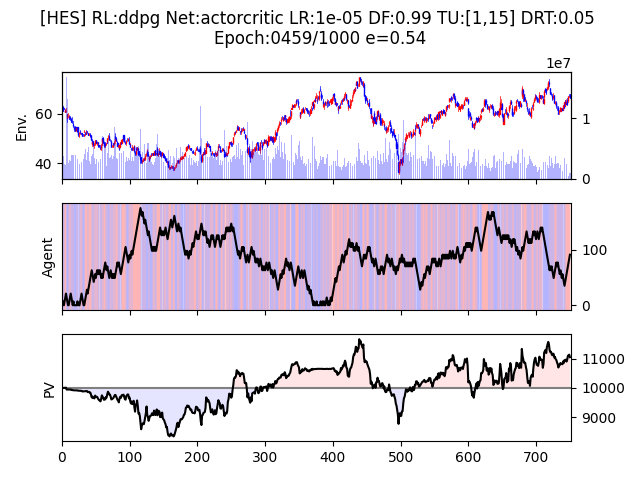 [HES] RL:ddpg Net:actorcritic LR:1e-05 DF:0.99 TU:[1,15] DRT:0.05
Epoch:0459/1000 e=0.54
1e7
Env.
60
40
1
0
Agent
100
0
PV
11000
10000
9000
0 100 200 300 400 500 600 700